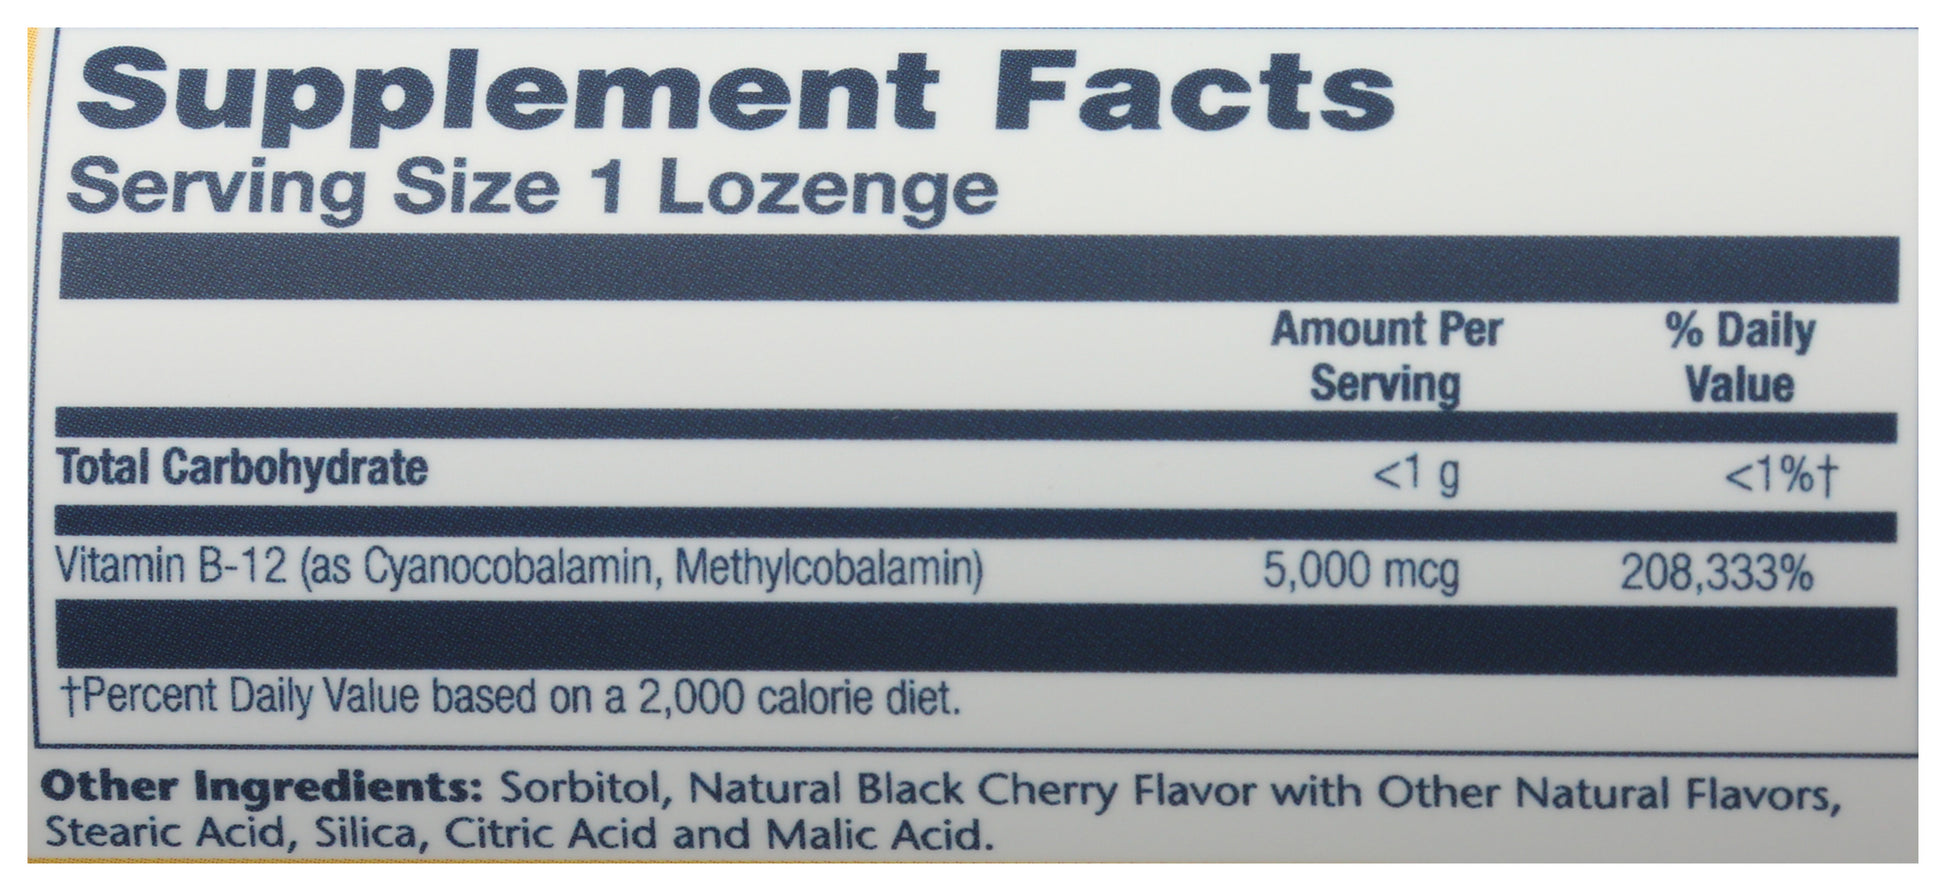 Supplement Facts
Serving Size 1 Lozenge
Amount Per % Daily
Serving Value
Total Carbohydrate <1 g <1%†
Vitamin B-12 (as Cyanocobalamin, Methylcobalamin) 5,000 mcg 208,333%
†Percent Daily Value based on a 2,000 calorie diet.
Other Ingredients: Sorbitol, Natural Black Cherry Flavor with Other Natural Flavors,
Stearic Acid, Silica, Citric Acid and Malic Acid.